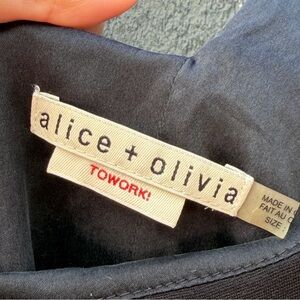 alice + olivia
TOWORK!
MADE IN
FAIT AU
SIZE